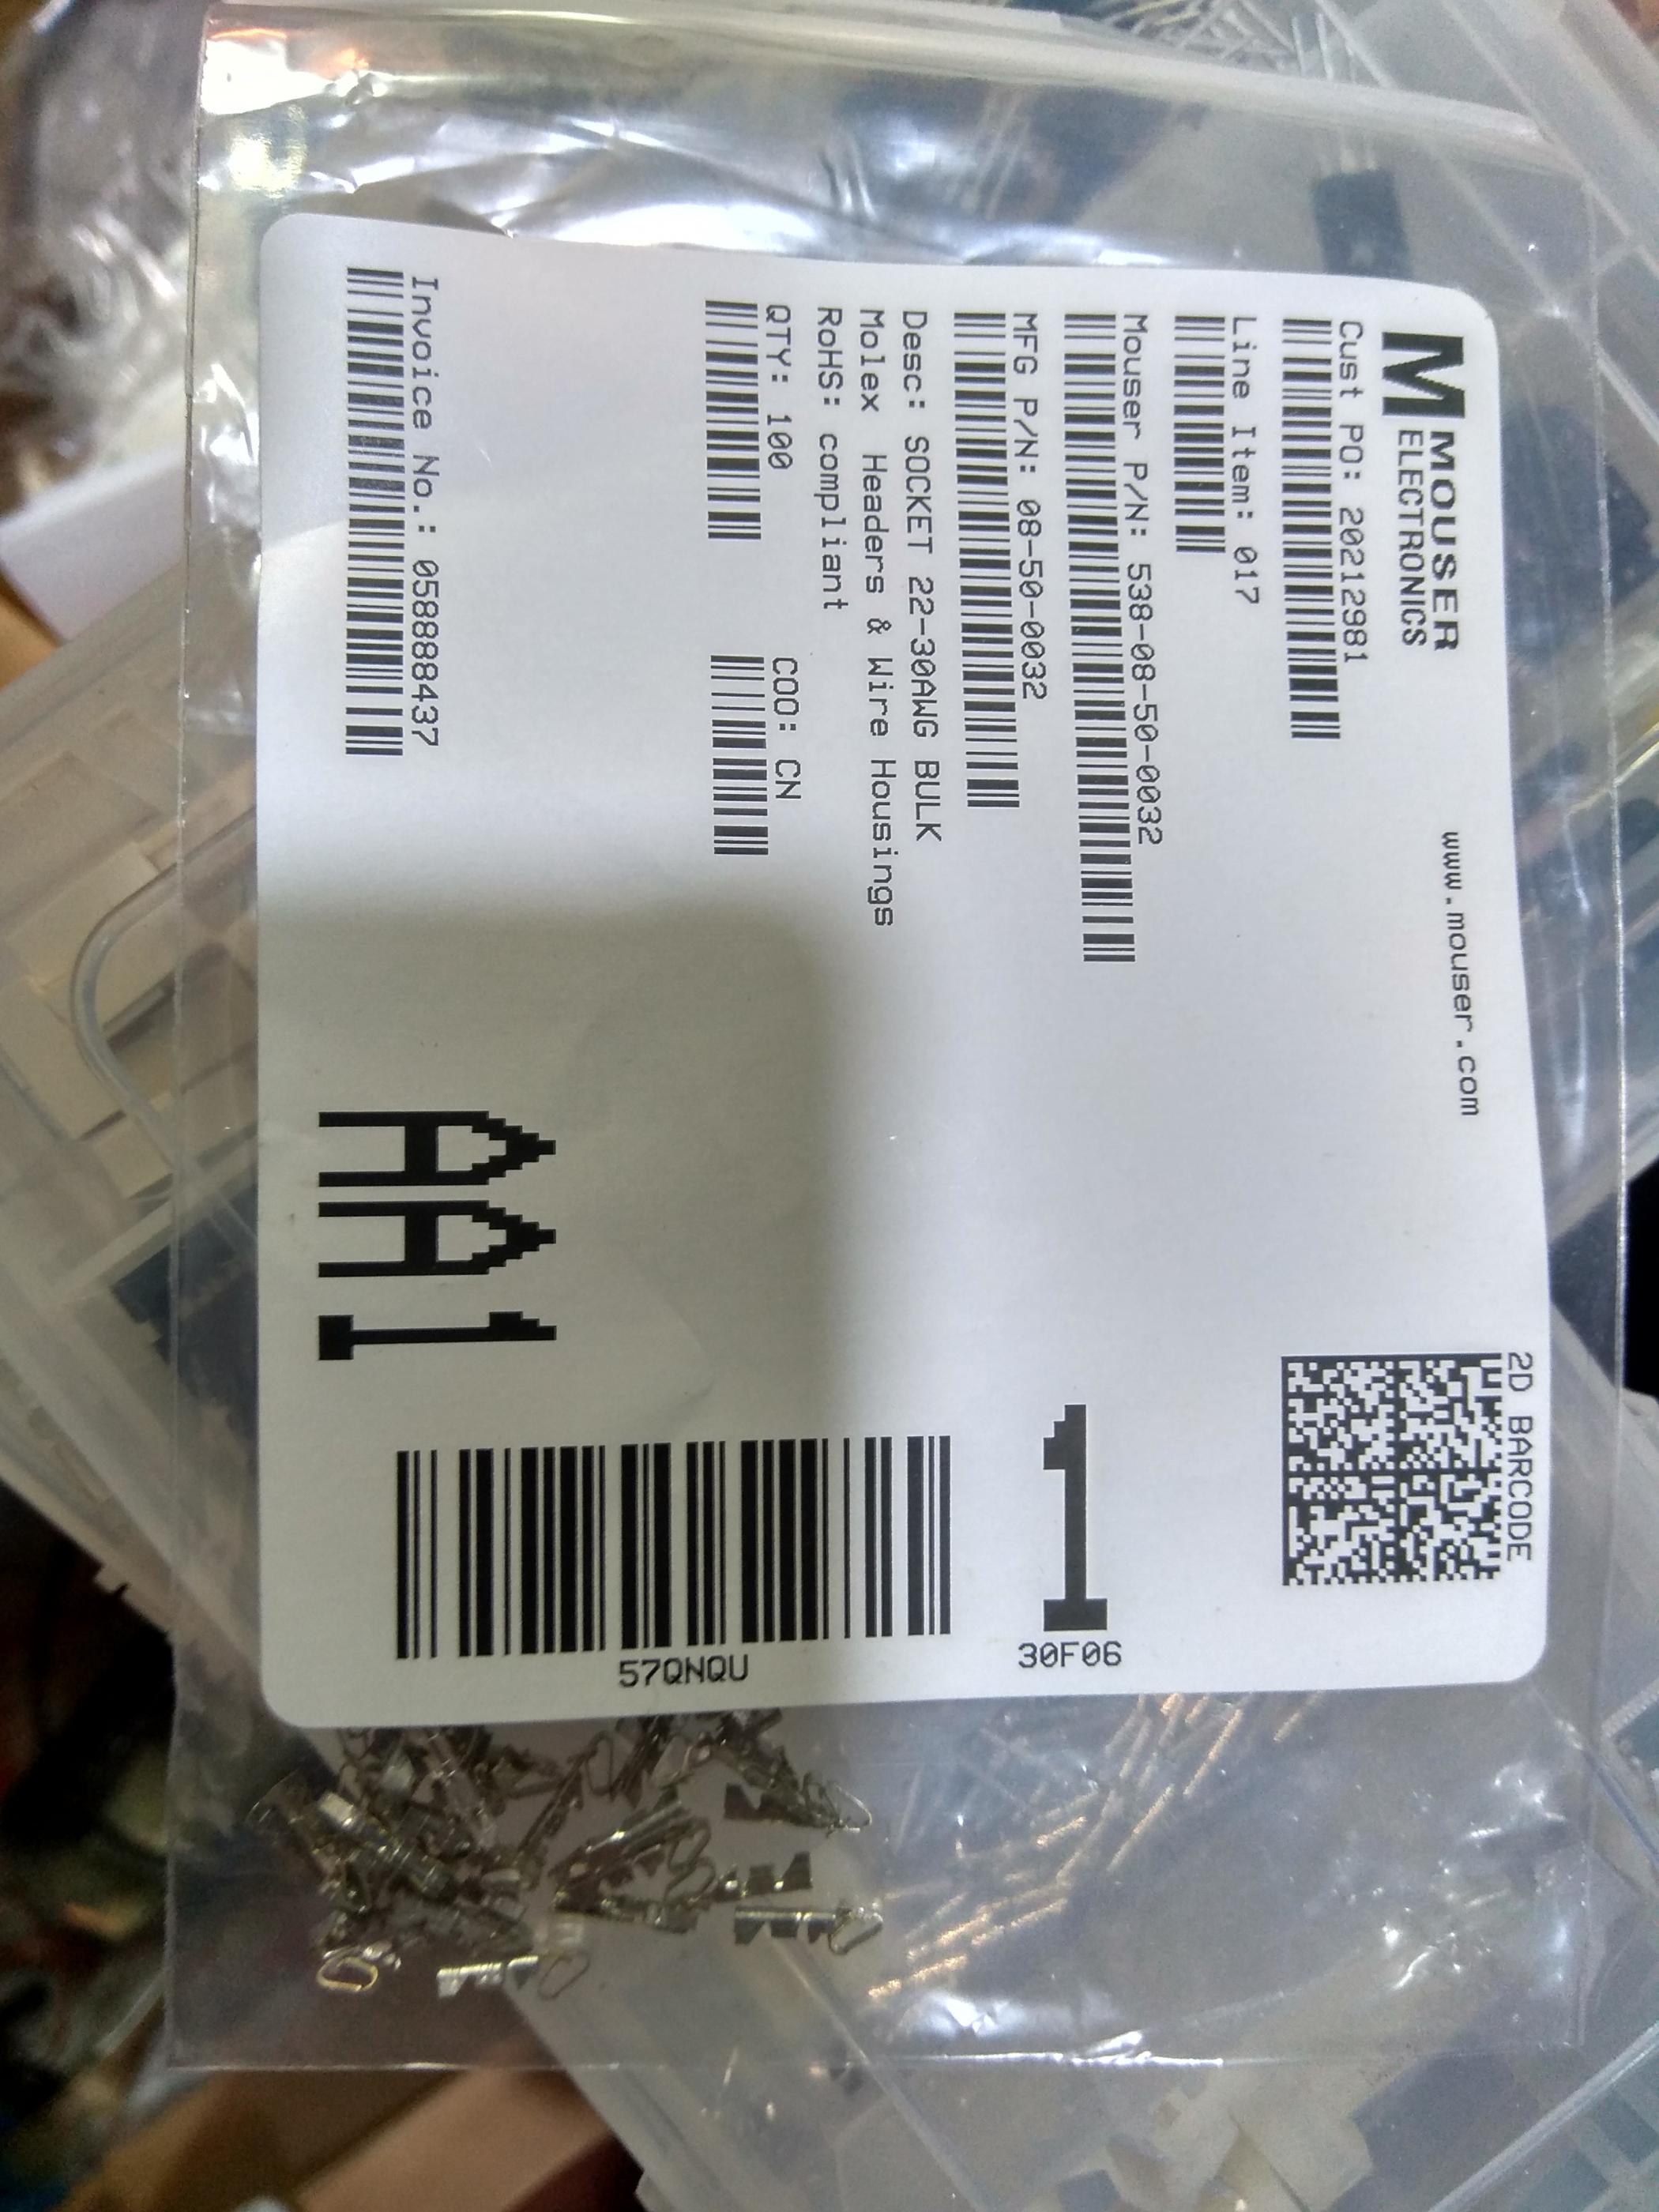 MOUSER
ELECTRONICS
www.mouser.com
2D BARCODE
Cust PO: 20212981
Line Item: 017
Mouser P/N: 538-08-50-0032
MFG P/N: 08-50-0032
Desc: SOCKET 22-30AWG BULK
Molex Headers & Wire Housings
RoHS: compliant
QTY: 100 COO: CN
Invoice No.: 058888437
1
30F06
57QNQU
AA1